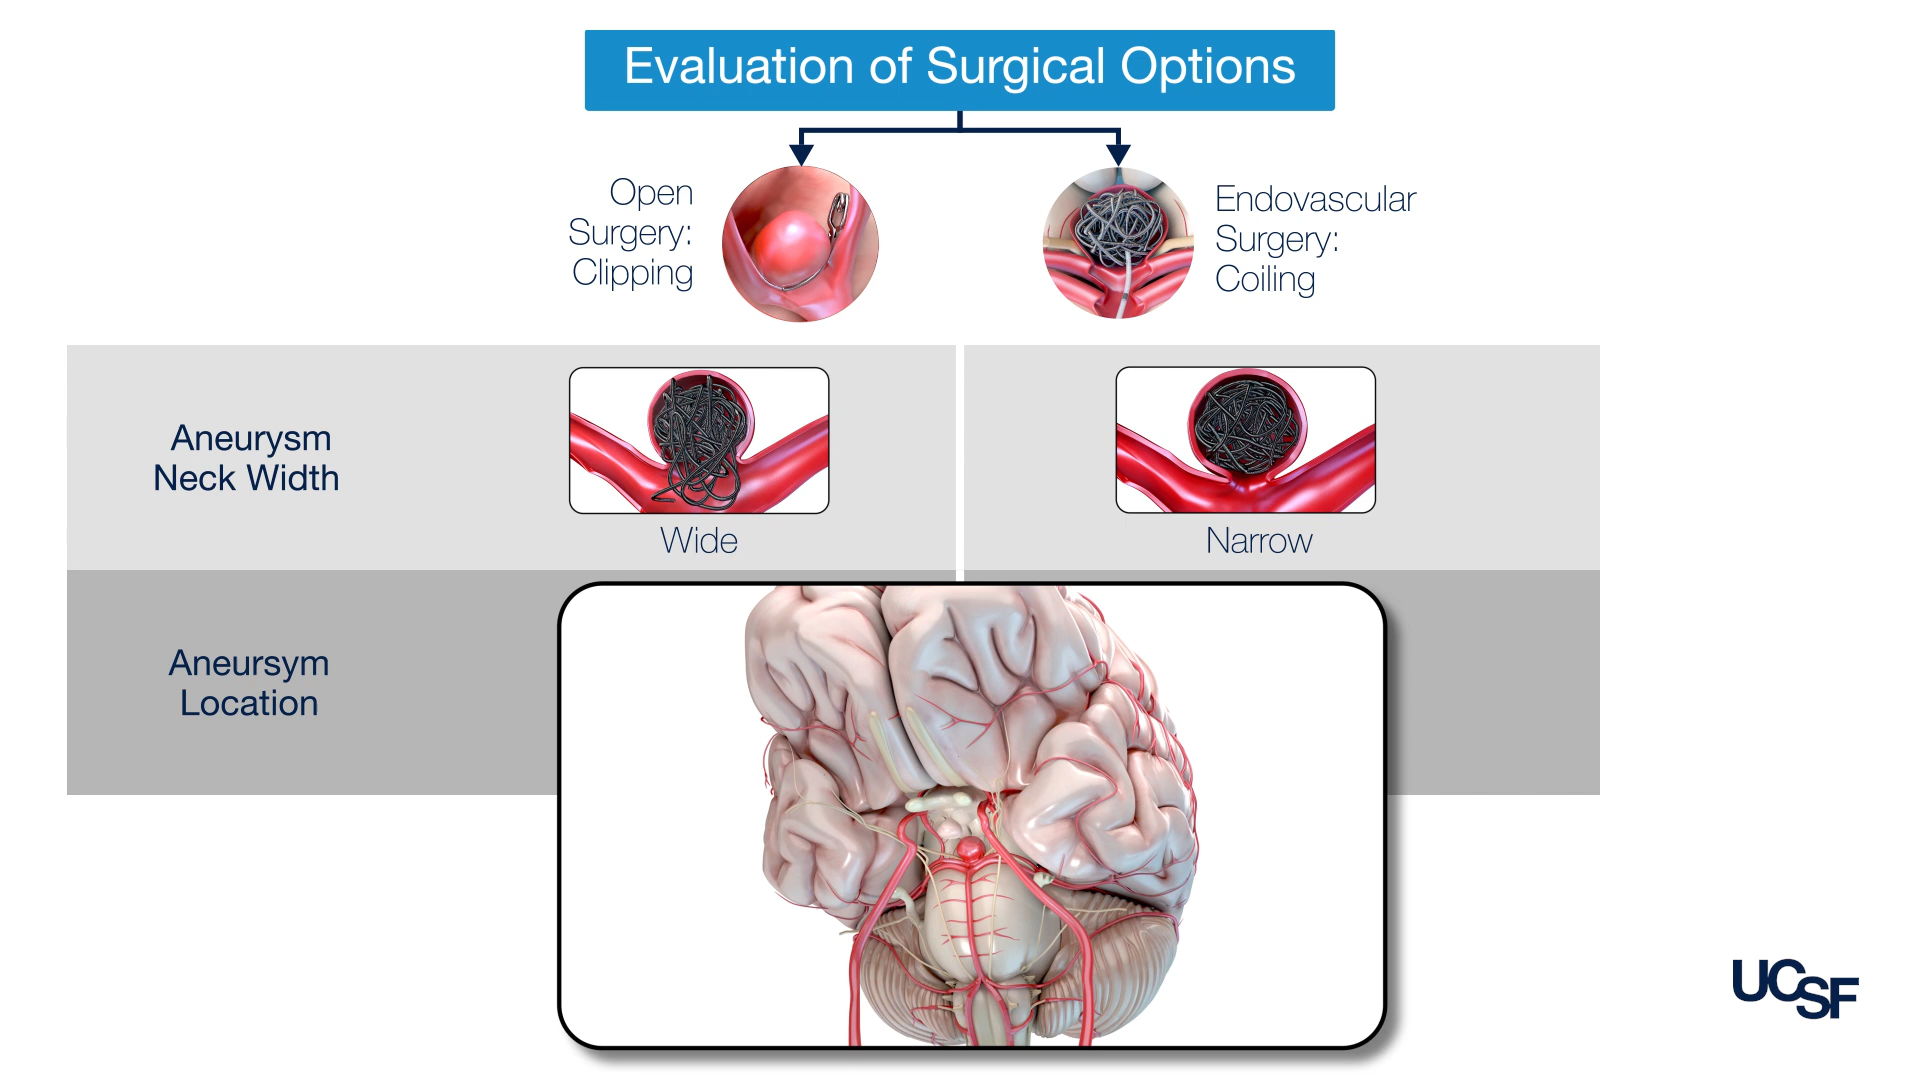 Evaluation of Surgical Options
Open
Surgery:
Clipping
Endovascular
Surgery:
Coiling
Aneurysm
Neck Width
Wide
Narrow
Aneursym
Location
UCSF